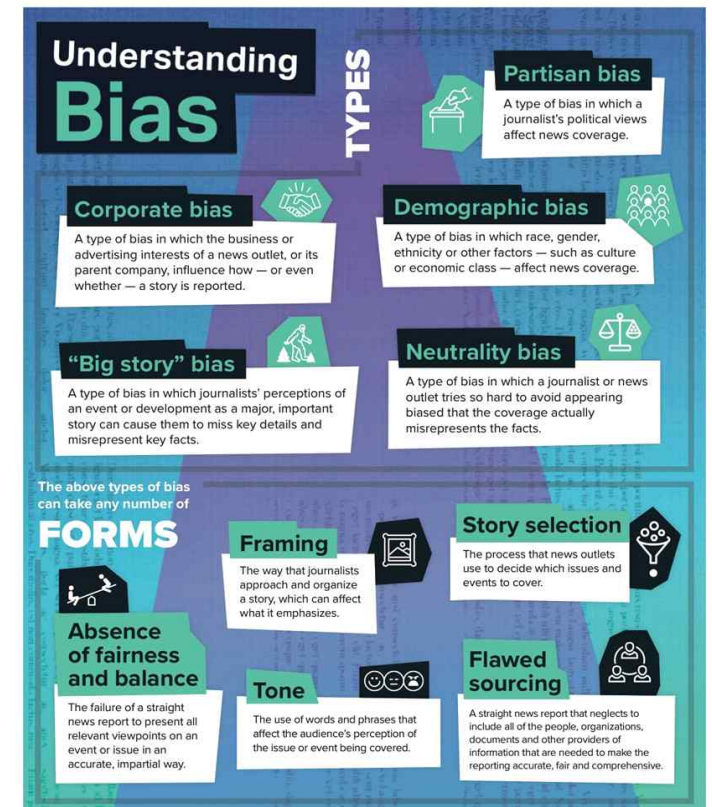 Understanding
Bias
TYPES
Partisan bias
A type of bias in which a
journalist's political views
affect news coverage.
Corporate bias
A type of bias in which the business or
advertising interests of a news outlet, or its
parent company, influence how — or even
whether — a story is reported.
Demographic bias
A type of bias in which race, gender,
ethnicity or other factors — such as culture
or economic class — affect news coverage.
"Big story" bias
A type of bias in which journalists' perceptions of
an event or development as a major, important
story can cause them to miss key details and
misrepresent key facts.
Neutrality bias
A type of bias in which a journalist or news
outlet tries so hard to avoid appearing
biased that the coverage actually
misrepresents the facts.
The above types of bias
can take any number of
FORMS
Framing
The way that journalists
approach and organize
a story, which can affect
what it emphasizes.
Story selection
The process that news outlets
use to decide which issues and
events to cover.
Absence
of fairness
and balance
The failure of a straight
news report to present all
relevant viewpoints on an
event or issue in an
accurate, impartial way.
Tone
The use of words and phrases that
affect the audience's perception of
the issue or event being covered.
Flawed
sourcing
A straight news report that neglects to
include all of the people, organizations,
documents and other providers of
information that are needed to make the
reporting accurate, fair and comprehensive.